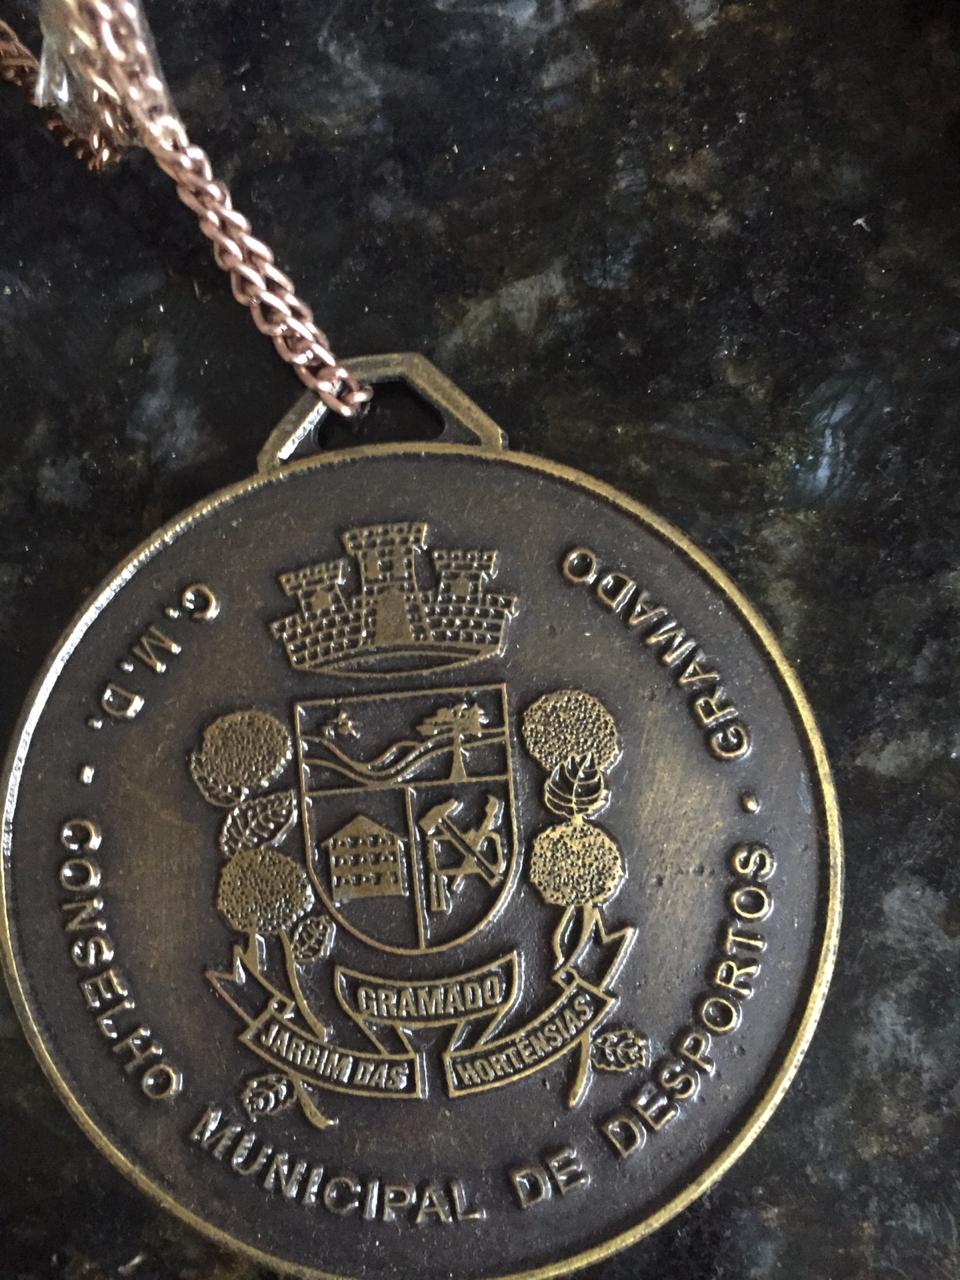 C.M.D. - CONSELHO MUNICIPAL DE DESPORTOS - GRAMADO
GRAMADO
JARDIM DAS HORTÊNSIAS